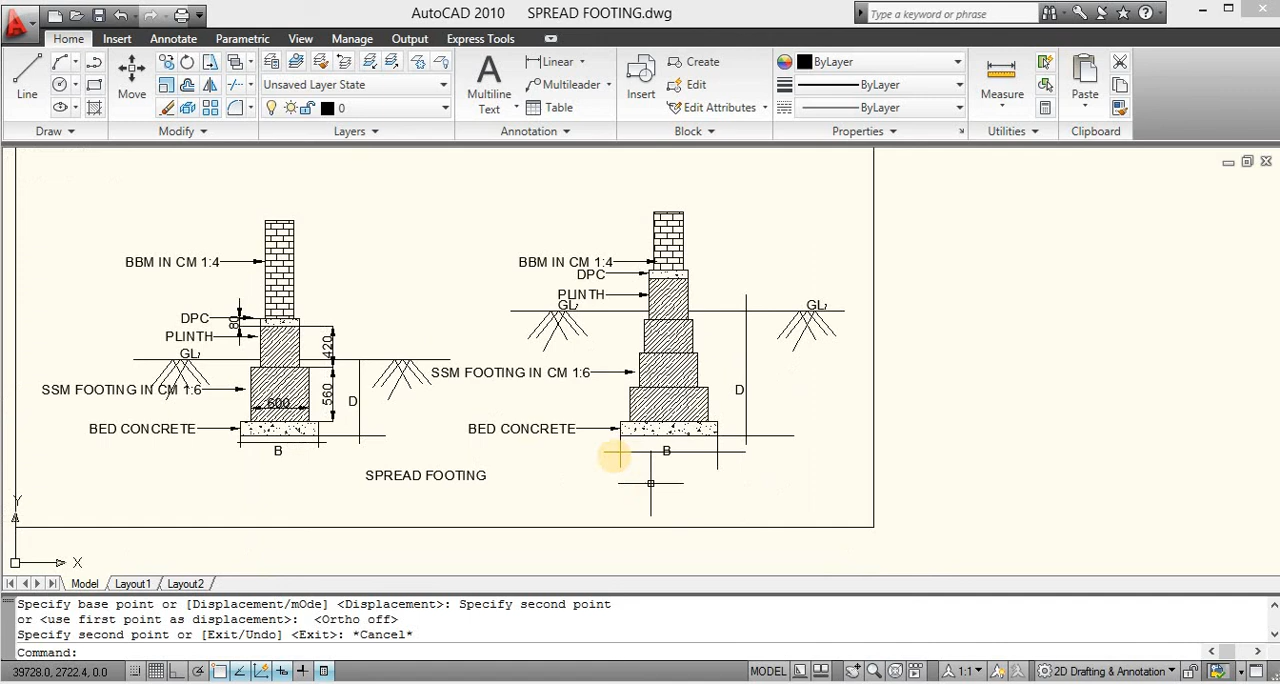 AutoCAD 2010 SPREAD FOOTING.dwg
Type a keyword or phrase
Home Insert Annotate Parametric View Manage Output Express Tools
Line
Move
Unsaved Layer State
0
Multiline
Text
Linear
Multileader
Table
Insert
Create
Edit
Edit Attributes
ByLayer
ByLayer
ByLayer
Measure
Paste
Draw Modify Layers Annotation Block Properties Utilities Clipboard
BBM IN CM 1:4
DPC
80
PLINTH
420
GL
SSM FOOTING IN CM 1:6
600
560
D
BED CONCRETE
B
BBM IN CM 1:4
DPC
PLINTH
GL
GL
SSM FOOTING IN CM 1:6
D
BED CONCRETE
B
SPREAD FOOTING
Y
X
Model Layout1 Layout2
Specify base point or [Displacement/mOde] <Displacement>: Specify second point
or <use first point as displacement>: <Ortho off>
Specify second point or [Exit/Undo] <Exit>: *Cancel*
Command:
39728.0, 2722.4, 0.0 MODEL 1:1 2D Drafting & Annotation